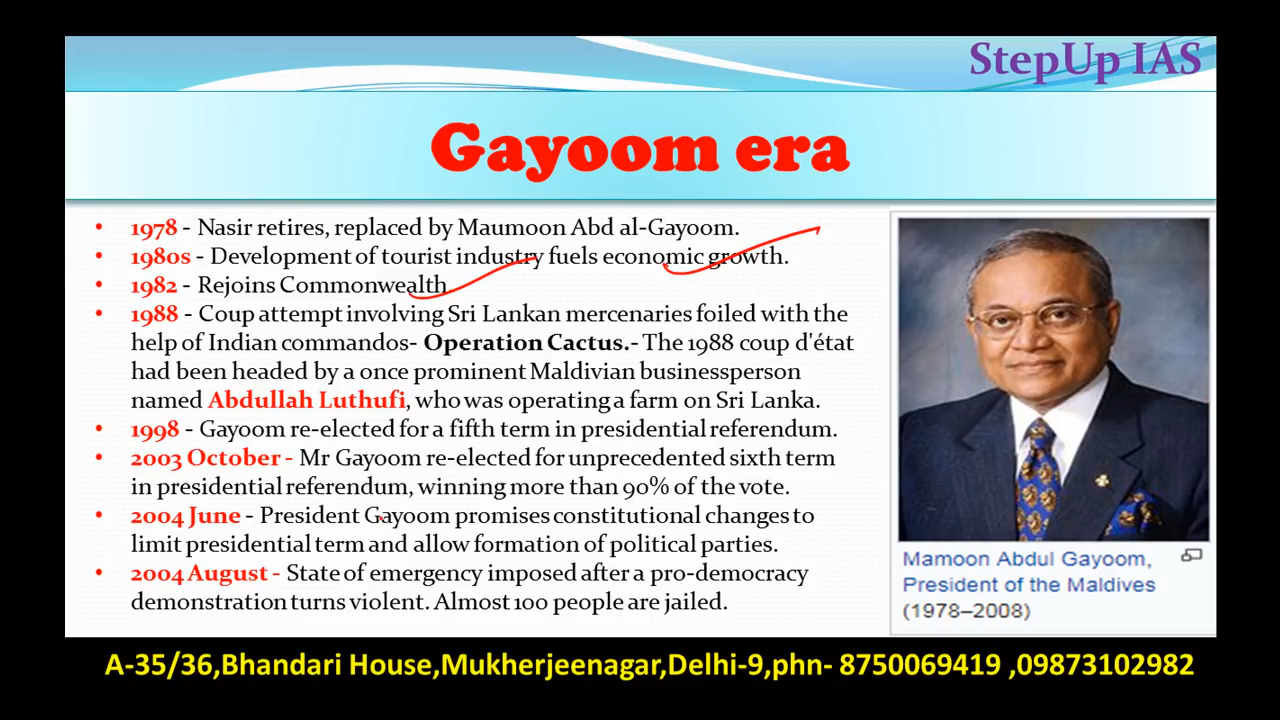 StepUp IAS
Gayoom era
• 1978 - Nasir retires, replaced by Maumoon Abd al-Gayoom.
• 1980s - Development of tourist industry fuels economic growth.
• 1982 - Rejoins Commonwealth
• 1988 - Coup attempt involving Sri Lankan mercenaries foiled with the
help of Indian commandos- Operation Cactus.- The 1988 coup d'état
had been headed by a once prominent Maldivian businessperson
named Abdullah Luthufi, who was operating a farm on Sri Lanka.
• 1998 - Gayoom re-elected for a fifth term in presidential referendum.
• 2003 October - Mr Gayoom re-elected for unprecedented sixth term
in presidential referendum, winning more than 90% of the vote.
• 2004 June - President Gayoom promises constitutional changes to
limit presidential term and allow formation of political parties.
• 2004 August - State of emergency imposed after a pro-democracy
demonstration turns violent. Almost 100 people are jailed.
Mamoon Abdul Gayoom,
President of the Maldives
(1978–2008)
A-35/36,Bhandari House,Mukherjeenagar,Delhi-9,phn- 8750069419 ,09873102982